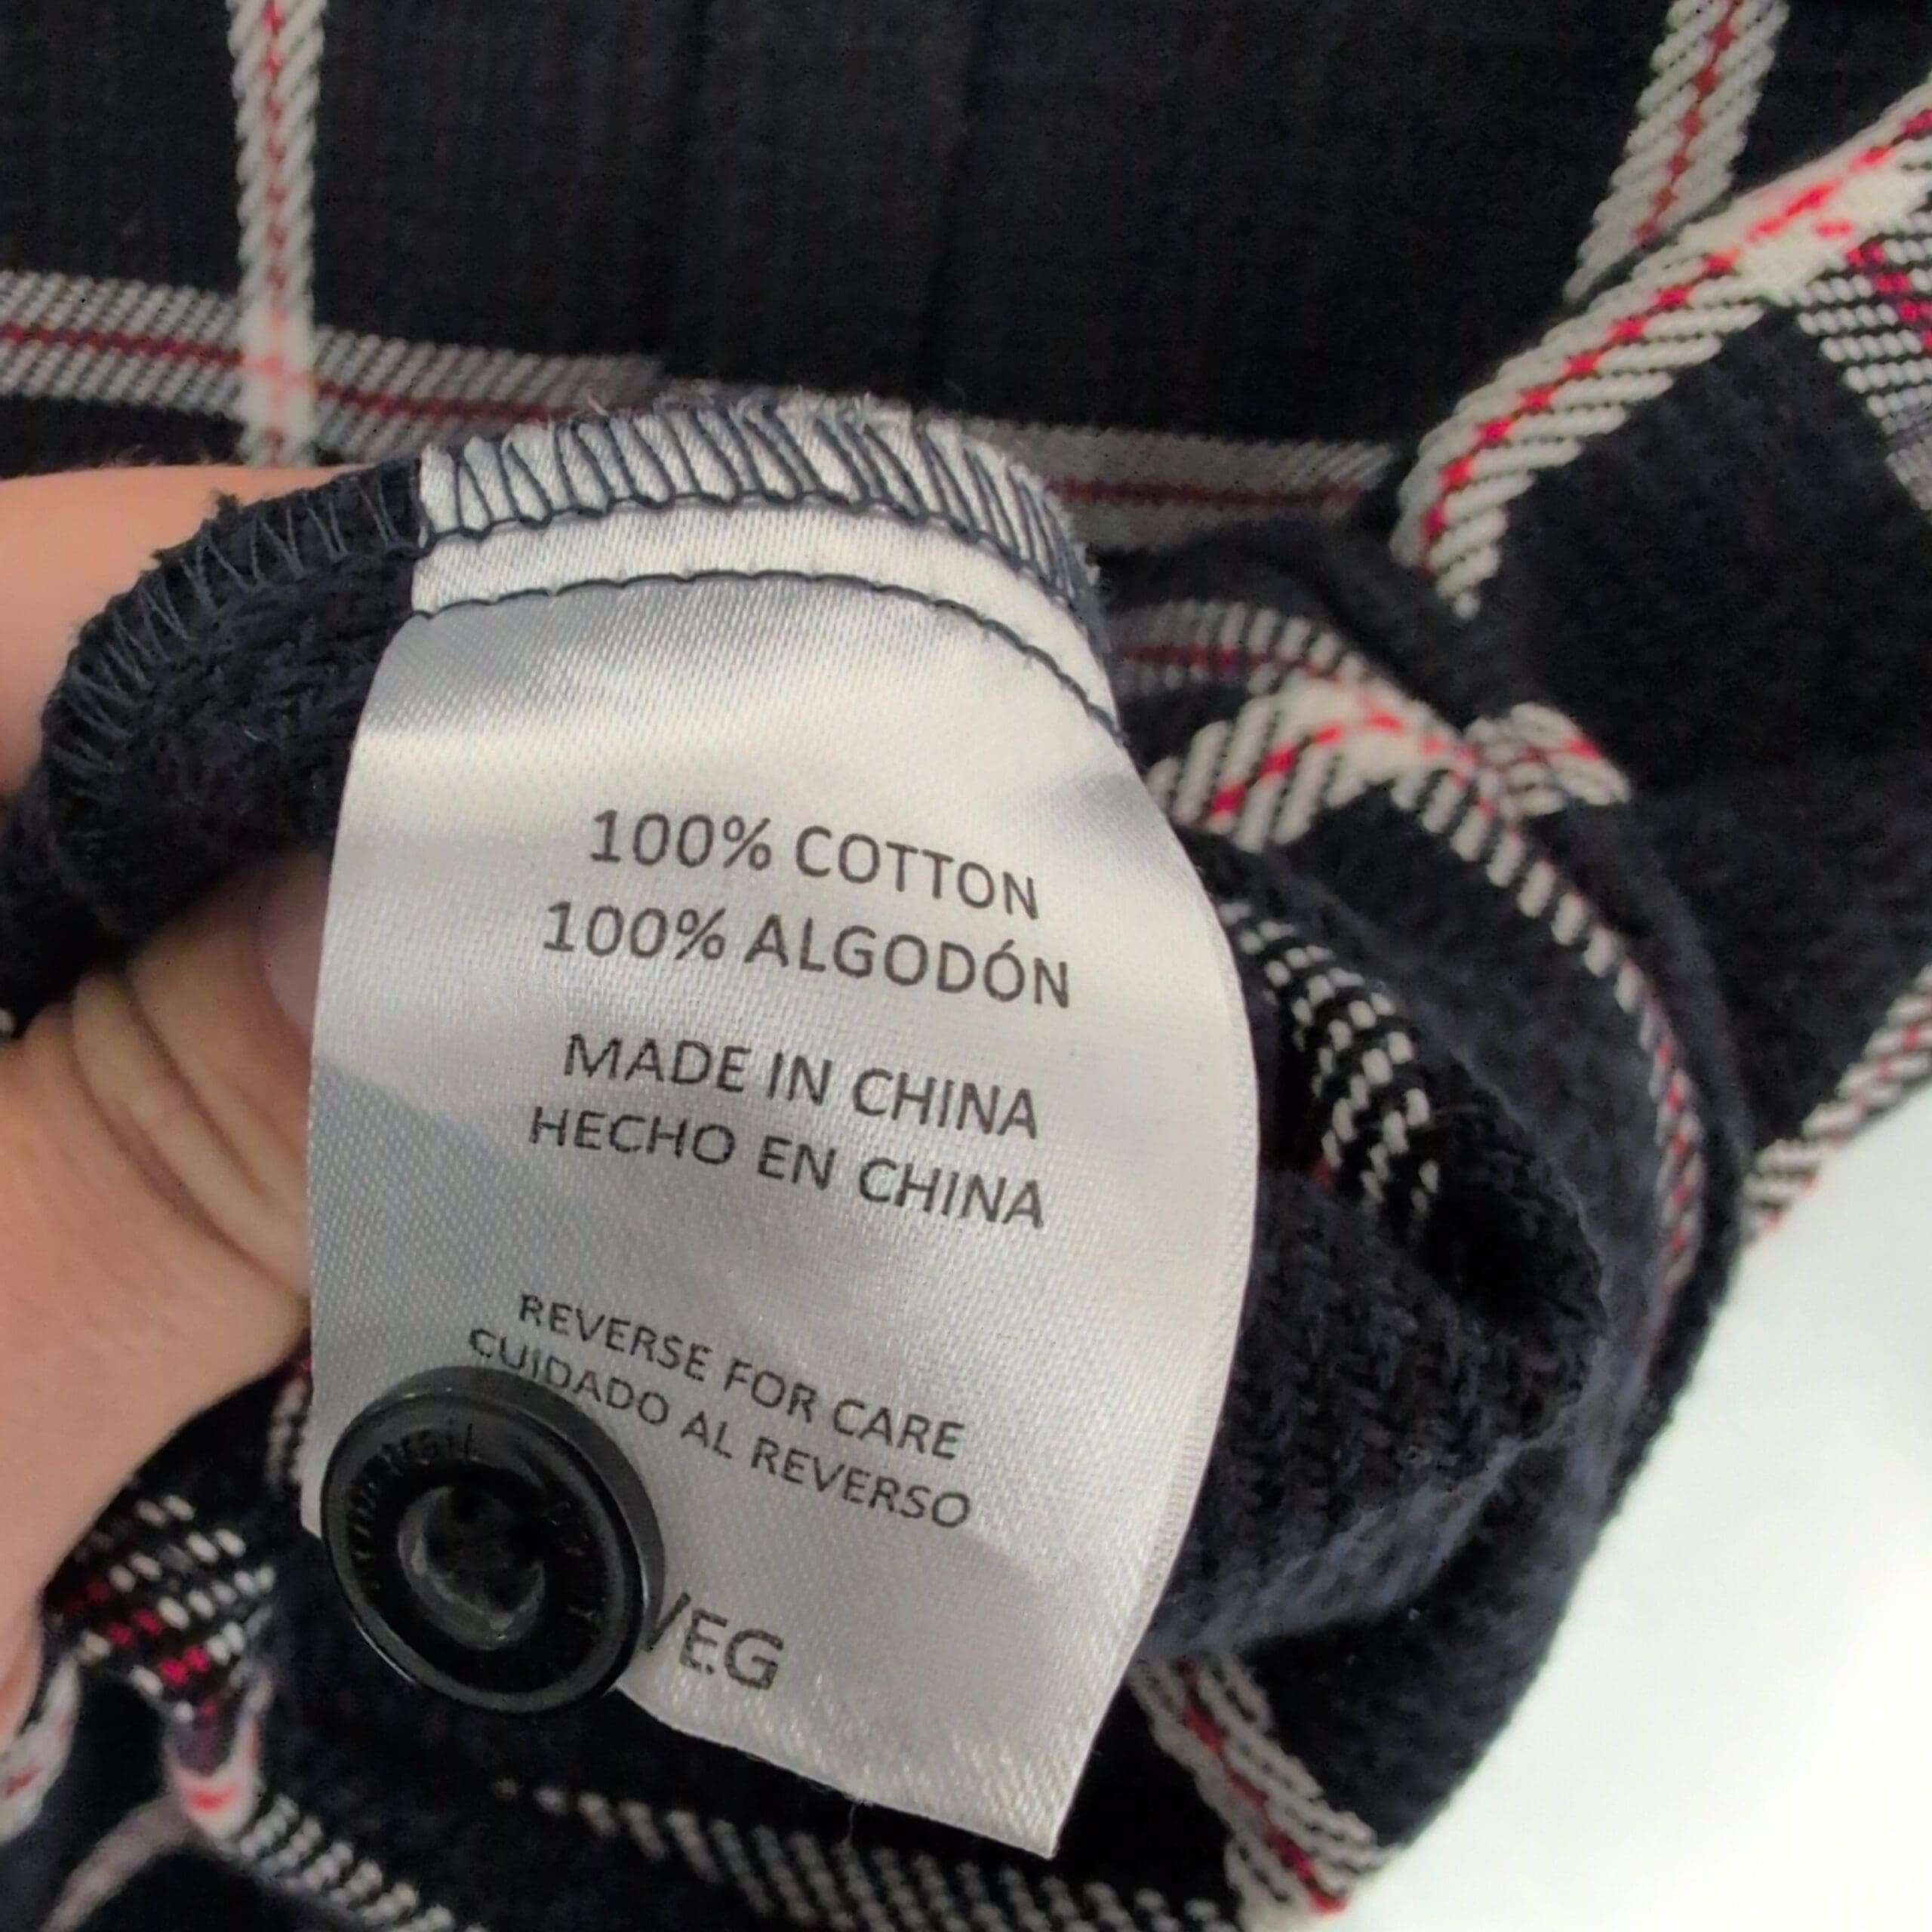 100% COTTON
100% ALGODÓN
MADE IN CHINA
HECHO EN CHINA
REVERSE FOR CARE
CUIDADO AL REVERSO